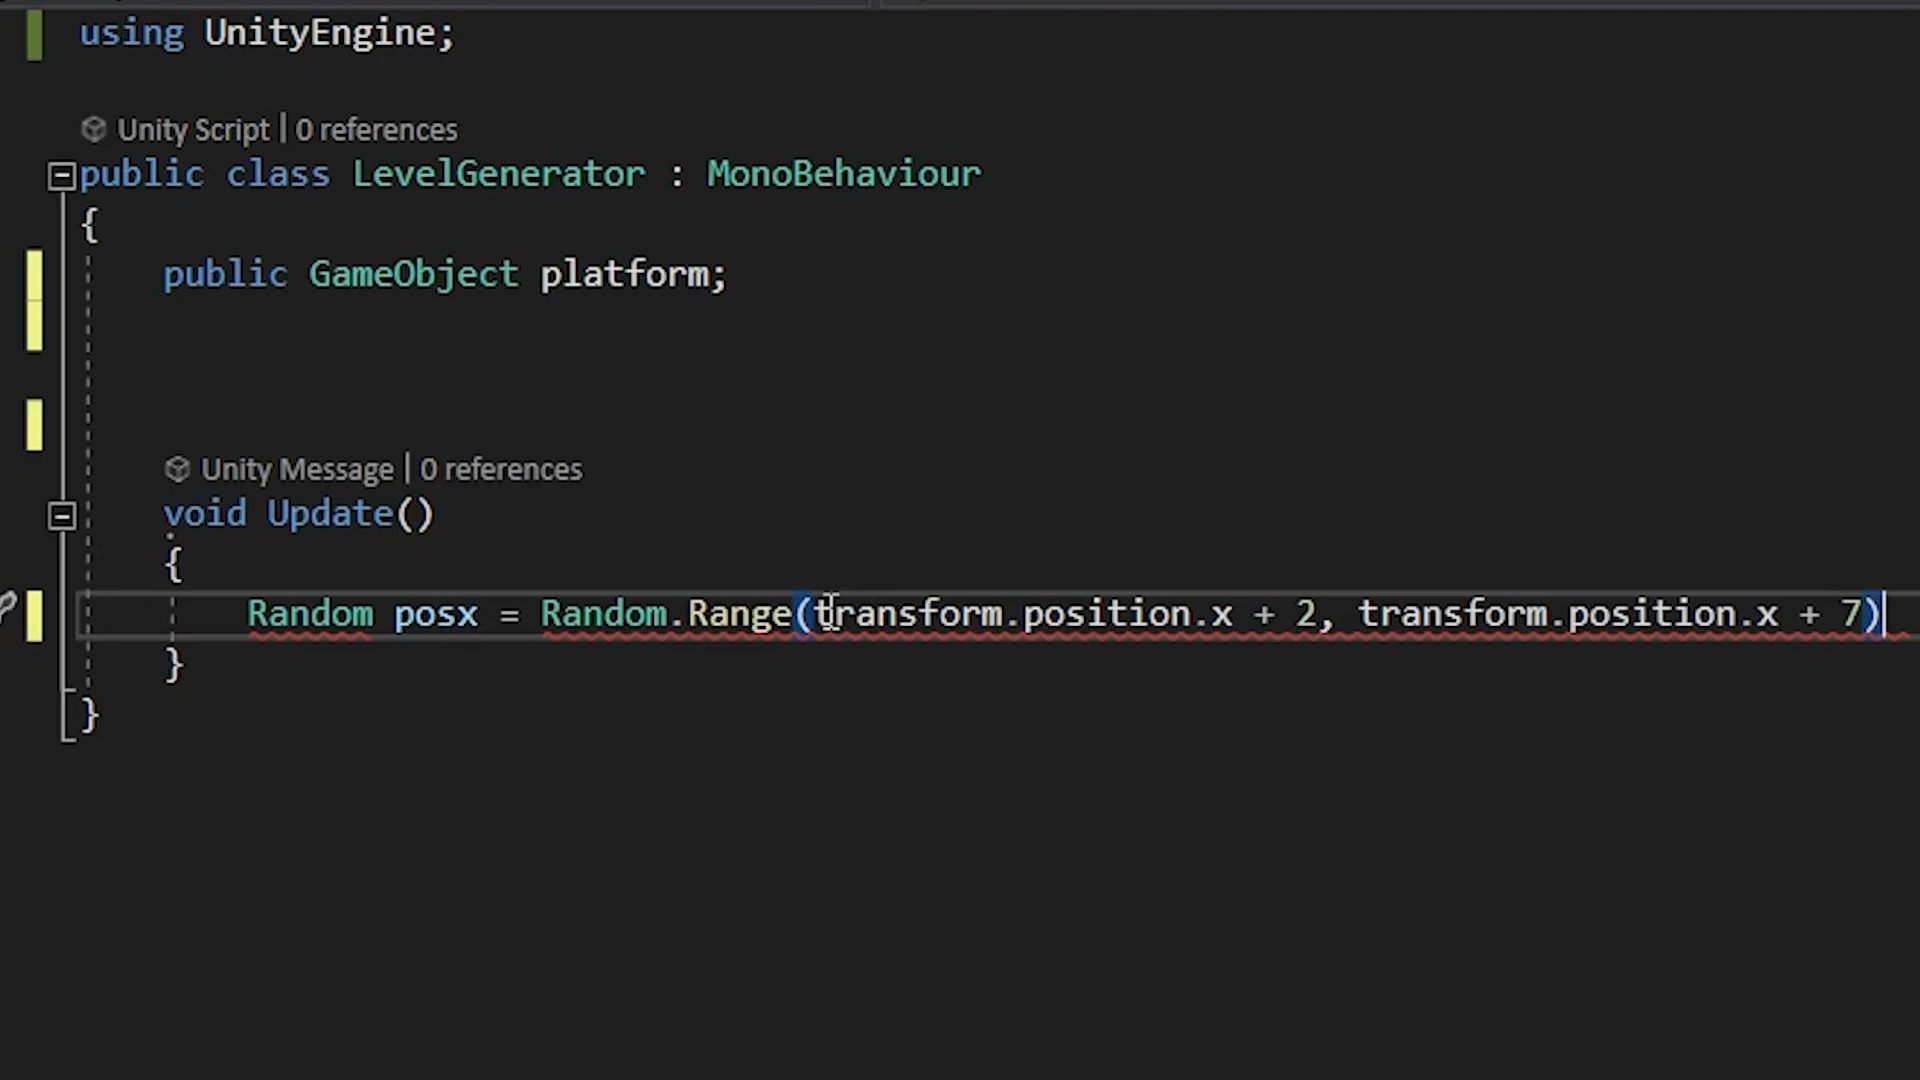 using UnityEngine;
Unity Script | 0 references
public class LevelGenerator : MonoBehaviour
{
public GameObject platform;
Unity Message | 0 references
void Update()
{
Random posx = Random.Range(transform.position.x + 2, transform.position.x + 7)
}
}